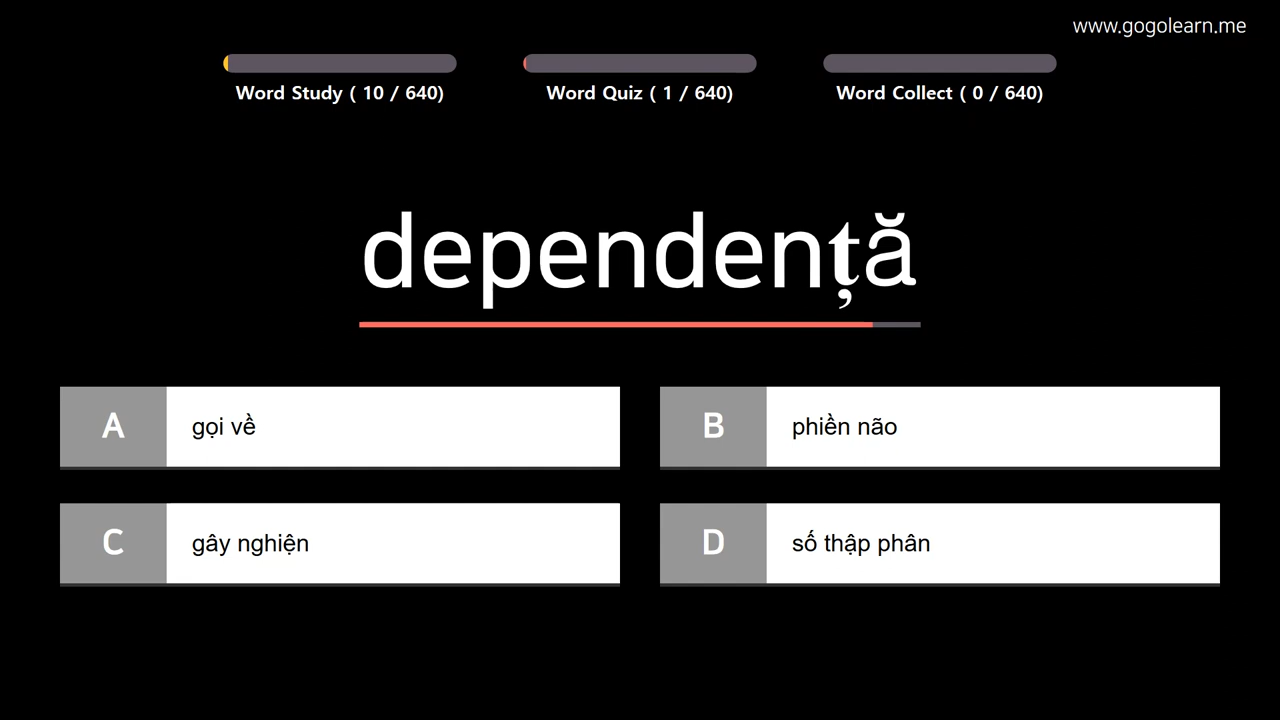 www.gogolearn.me
Word Study ( 10 / 640)
Word Quiz ( 1 / 640)
Word Collect ( 0 / 640)
dependență
A gọi về
B phiền não
C gây nghiện
D số thập phân